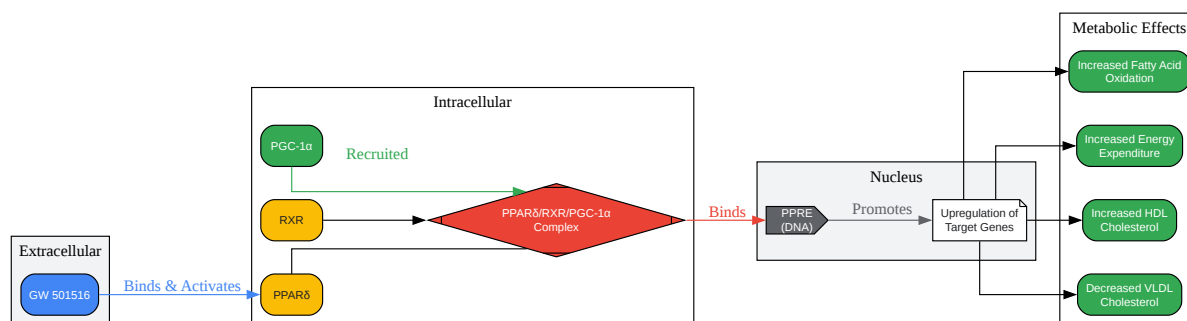 Extracellular
GW 501516
Binds & Activates
Intracellular
PGC-1α
Recruited
RXR
PPARδ
PPARδ/RXR/PGC-1α
Complex
Binds
Nucleus
PPRE
(DNA)
Promotes
Upregulation of
Target Genes
Metabolic Effects
Increased Fatty Acid
Oxidation
Increased Energy
Expenditure
Increased HDL
Cholesterol
Decreased VLDL
Cholesterol